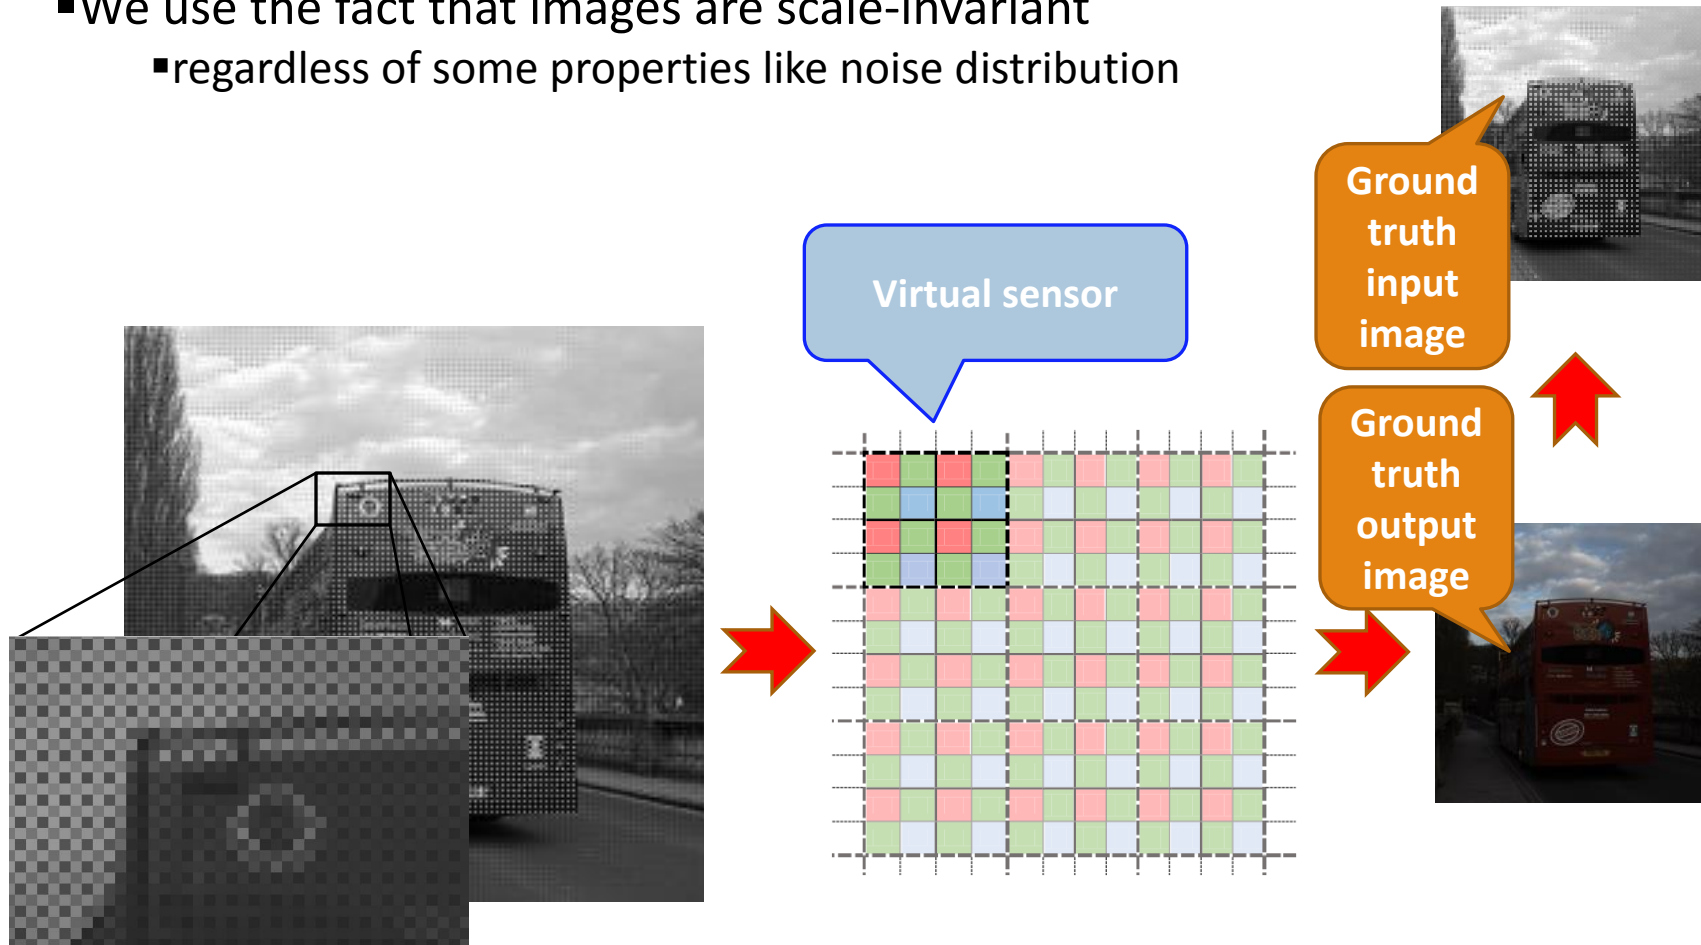 ▪We use the fact that images are scale-invariant
▪regardless of some properties like noise distribution
Ground
truth
input
image
Virtual sensor
Ground
truth
output
image